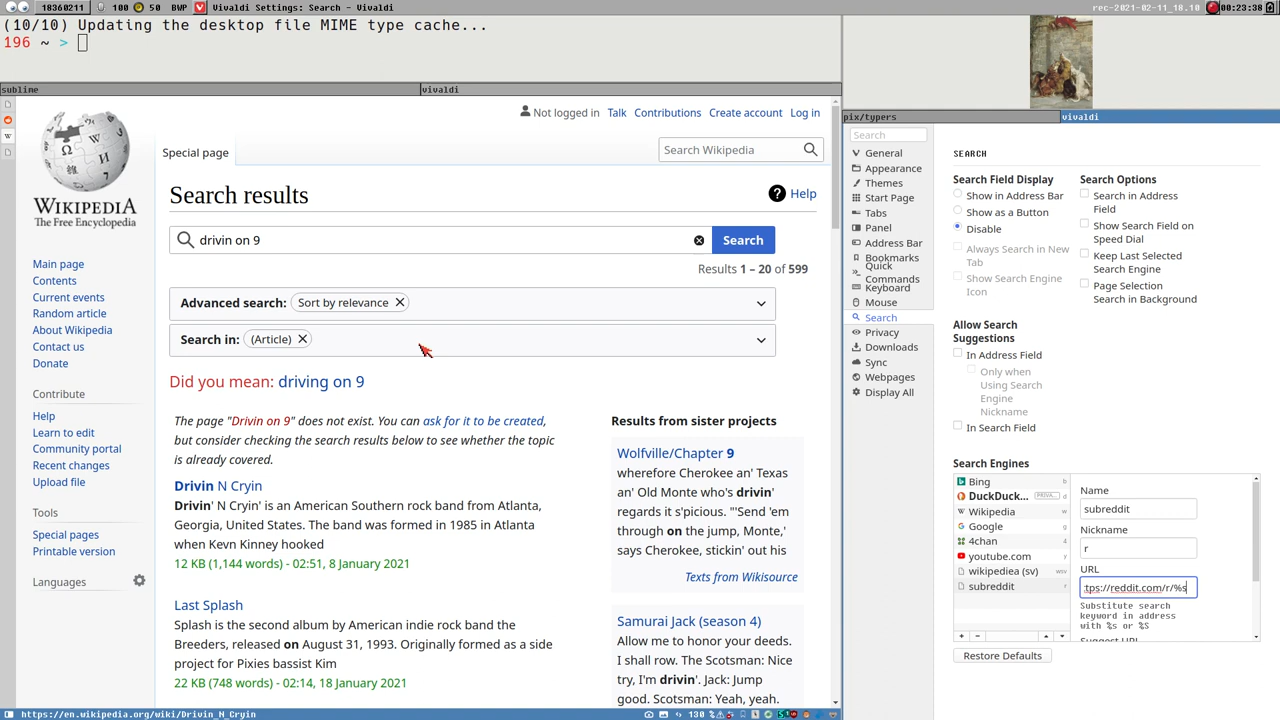 18360211 100 50 BWP Vivaldi Settings: Search - Vivaldi
rec-2021-02-11_18.10 00:23:38
(10/10) Updating the desktop file MIME type cache...
196 ~ >
sublime
vivaldi
Not logged in Talk Contributions Create account Log in
Special page
Search Wikipedia
WIKIPEDIA
The Free Encyclopedia
Main page
Contents
Current events
Random article
About Wikipedia
Contact us
Donate
Contribute
Help
Learn to edit
Community portal
Recent changes
Upload file
Tools
Special pages
Printable version
Languages
Search results
Help
drivin on 9
Search
Results 1 – 20 of 599
Advanced search: Sort by relevance
Search in: (Article)
Did you mean: driving on 9
The page "Drivin on 9" does not exist. You can ask for it to be created,
but consider checking the search results below to see whether the topic
is already covered.
Drivin N Cryin
Drivin' N Cryin' is an American Southern rock band from Atlanta,
Georgia, United States. The band was formed in 1985 in Atlanta
when Kevn Kinney hooked
12 KB (1,144 words) - 02:51, 8 January 2021
Last Splash
Splash is the second album by American indie rock band the
Breeders, released on August 31, 1993. Originally formed as a side
project for Pixies bassist Kim
22 KB (748 words) - 02:14, 18 January 2021
Results from sister projects
Wolfville/Chapter 9
wherefore Cherokee an' Texas
an' Old Monte who's drivin'
regards it s'picious. "'Send 'em
through on the jump, Monte,'
says Cherokee, stickin' out his
Texts from Wikisource
Samurai Jack (season 4)
Allow me to honor your deeds.
I shall row. The Scotsman: Nice
try, I'm drivin'. Jack: Jump
good. Scotsman: Yeah, yeah.
https://en.wikipedia.org/wiki/Drivin_N_Cryin
130 %
pix/typers
vivaldi
Search
General
Appearance
Themes
Start Page
Tabs
Panel
Address Bar
Bookmarks
Quick
Commands
Keyboard
Mouse
Search
Privacy
Downloads
Sync
Webpages
Display All
SEARCH
Search Field Display
Show in Address Bar
Show as a Button
Disable
Always Search in New
Tab
Show Search Engine
Icon
Search Options
Search in Address
Field
Show Search Field on
Speed Dial
Keep Last Selected
Search Engine
Page Selection
Search in Background
Allow Search
Suggestions
In Address Field
Only when
Using Search
Engine
Nickname
In Search Field
Search Engines
Bing b
DuckDuck... PRIVA... d
Wikipedia w
Google g
4chan 4
youtube.com y
wikipediea (sv) wsv
subreddit r
Name
subreddit
Nickname
r
URL
tps://reddit.com/r/%s
Substitute search
keyword in address
with %s or %S
Suggest URL
Restore Defaults